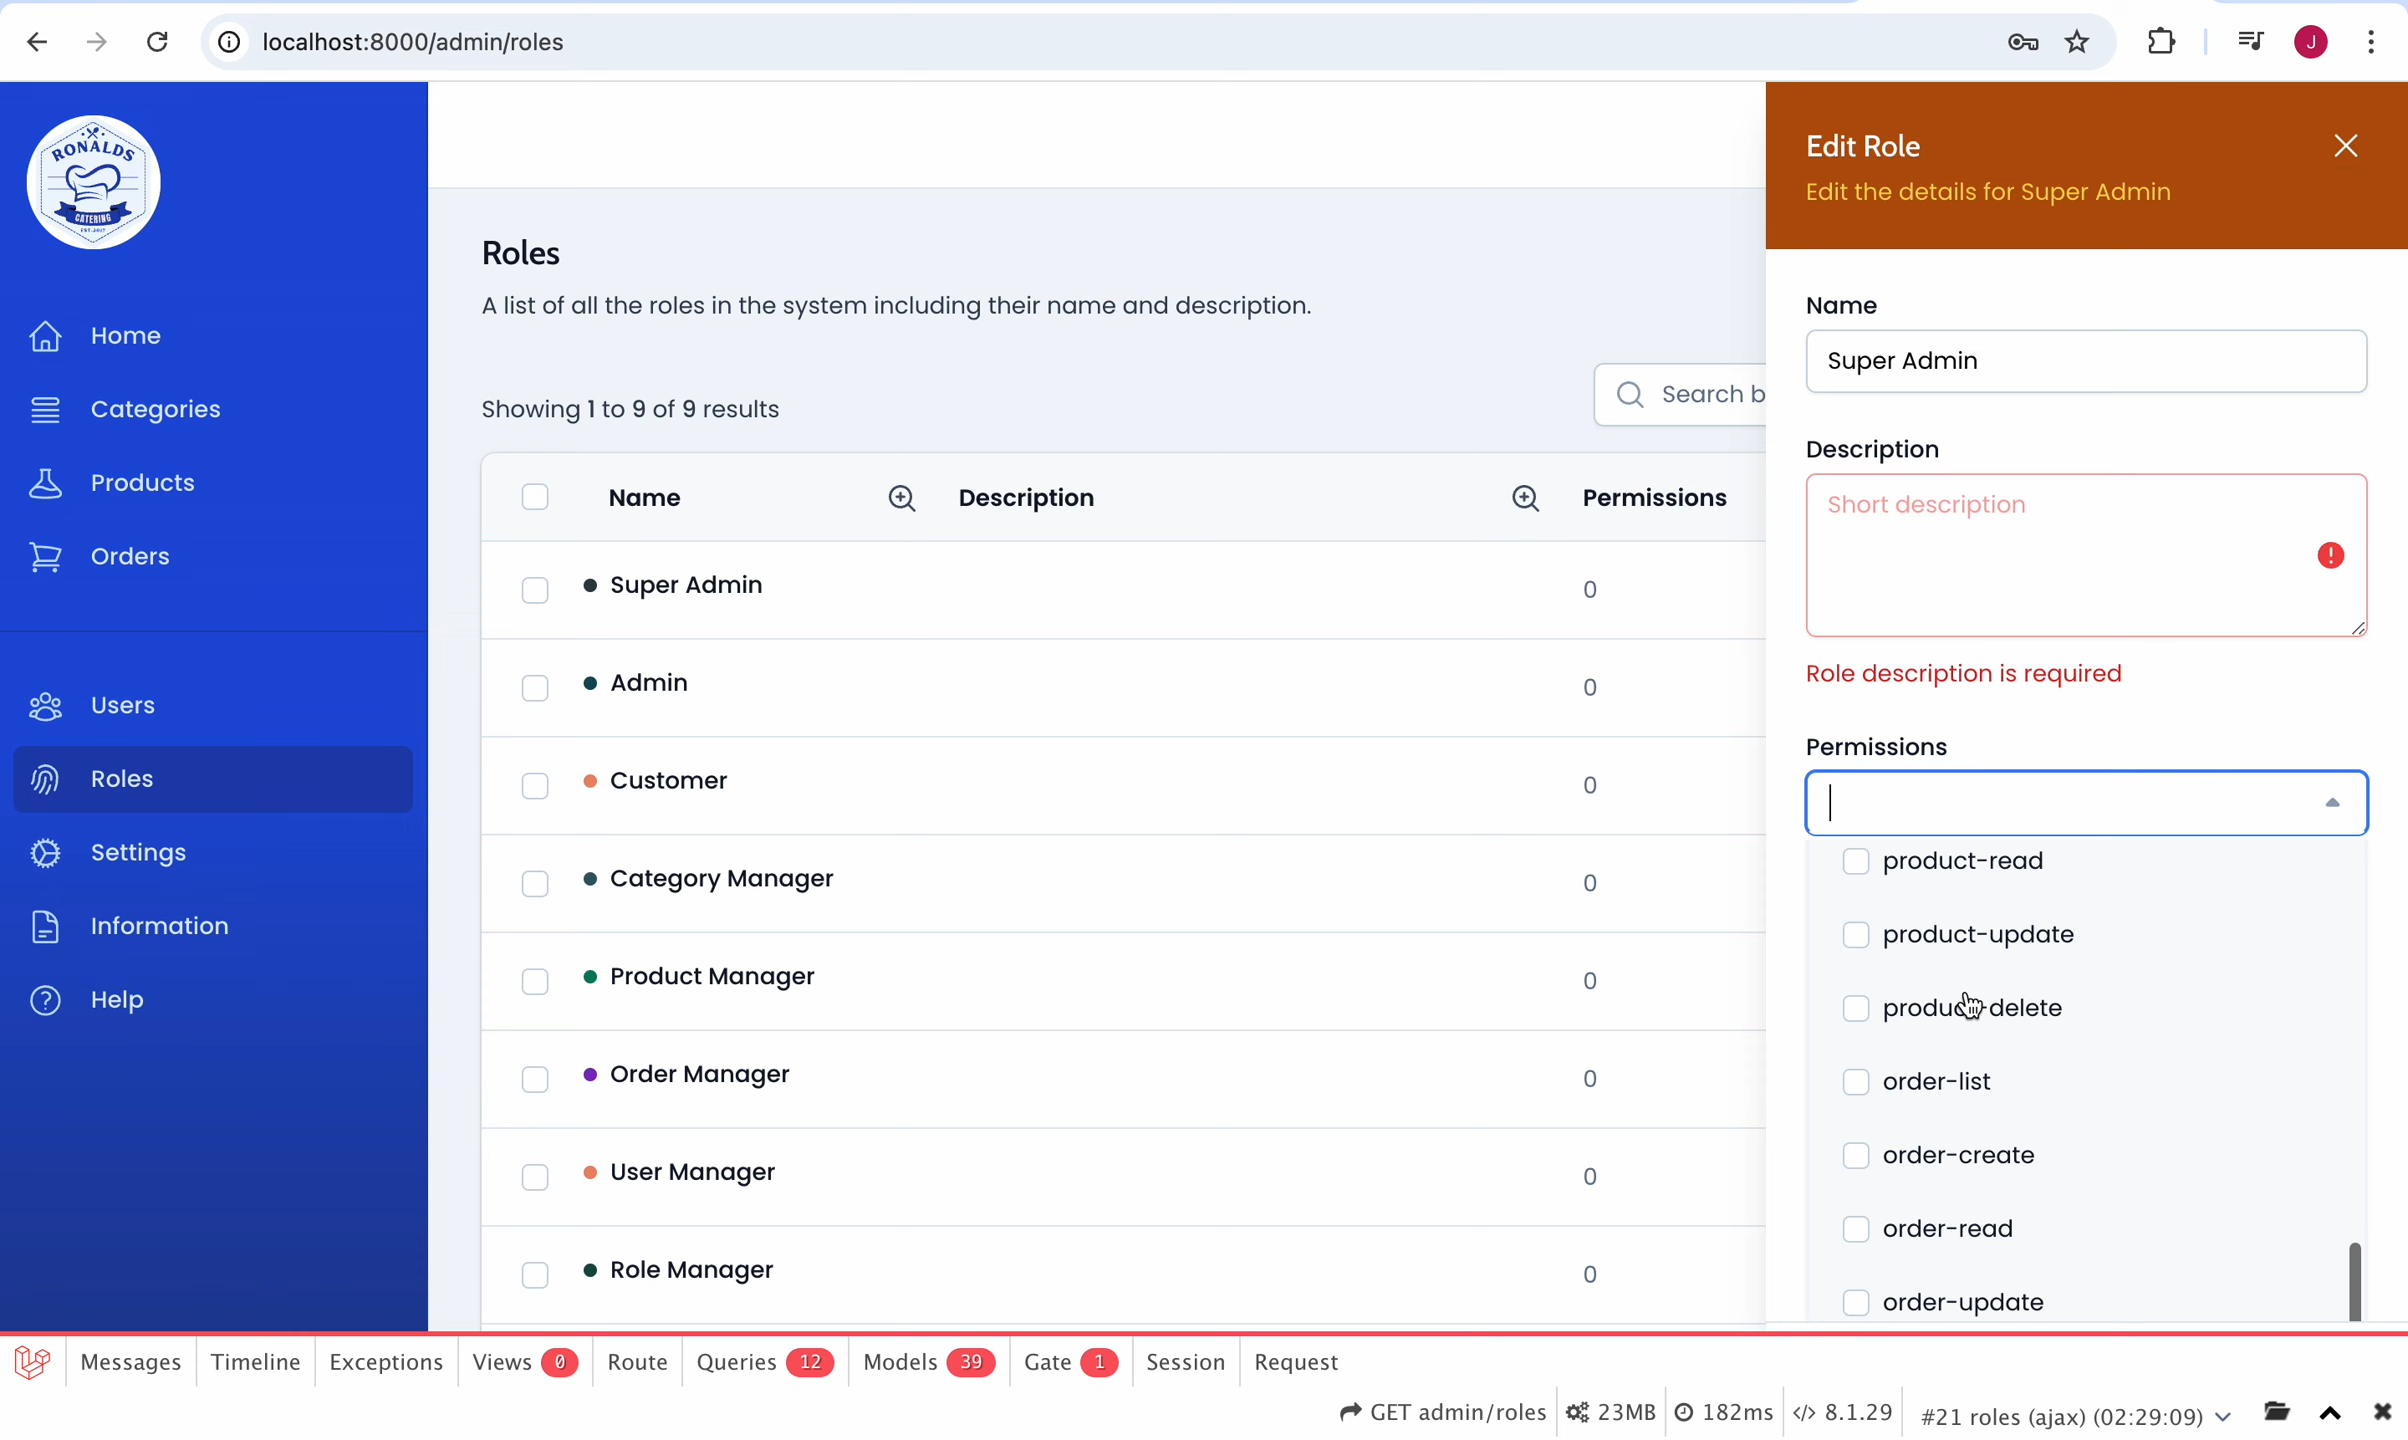 localhost:8000/admin/roles
J
RONALDS
CATERING
EST.2017
Home
Categories
Products
Orders
Users
Roles
Settings
Information
Help
Roles
A list of all the roles in the system including their name and description.
Showing 1 to 9 of 9 results
Search b
Name Description Permissions
Super Admin 0
Admin 0
Customer 0
Category Manager 0
Product Manager 0
Order Manager 0
User Manager 0
Role Manager 0
Edit Role
Edit the details for Super Admin
Name
Super Admin
Description
Short description
Role description is required
Permissions
product-read
product-update
product-delete
order-list
order-create
order-read
order-update
Messages Timeline Exceptions Views 0 Route Queries 12 Models 39 Gate 1 Session Request
GET admin/roles 23MB 182ms </> 8.1.29 #21 roles (ajax) (02:29:09)